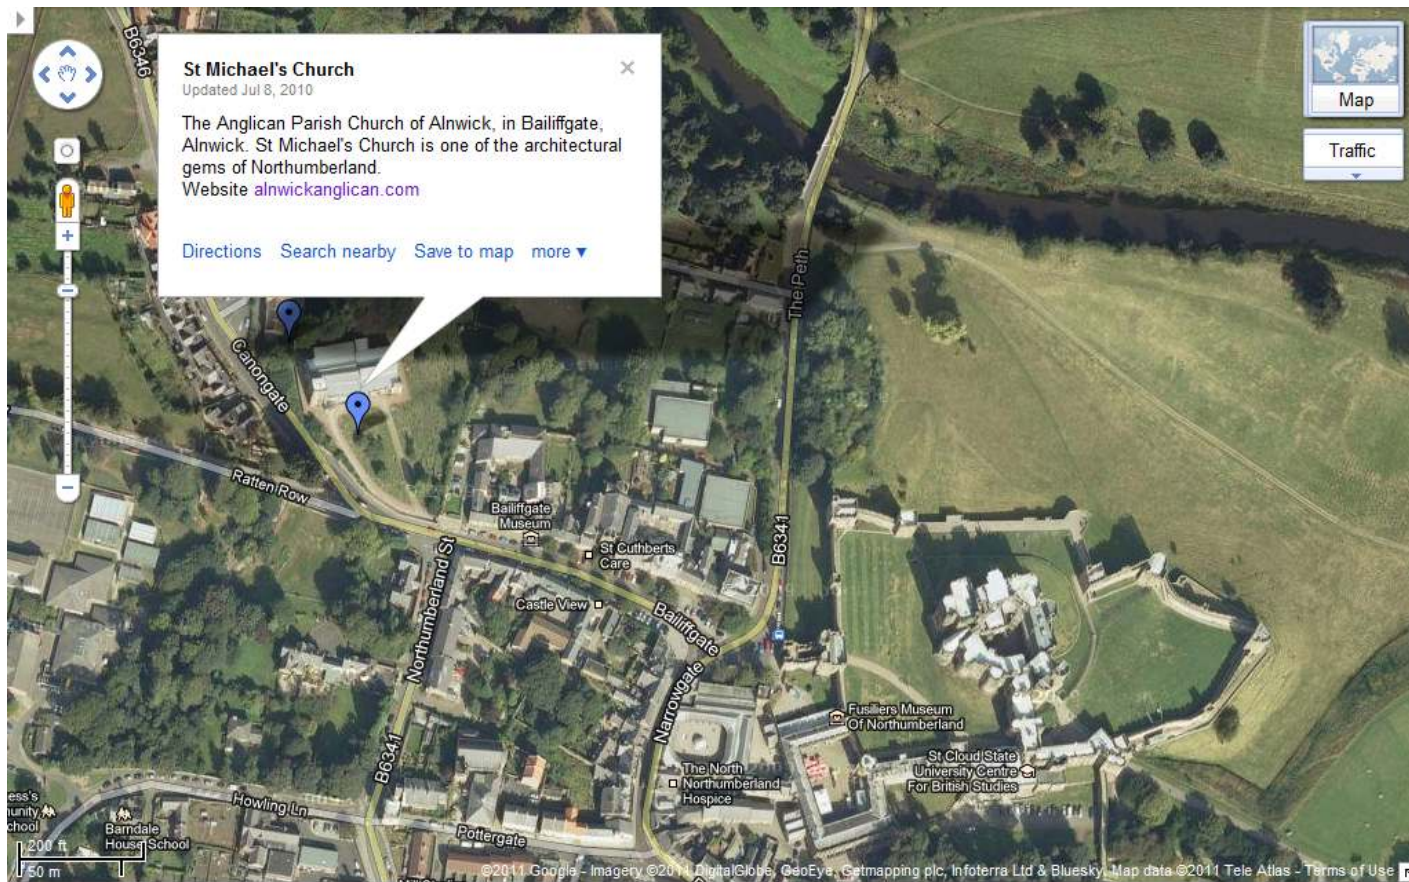 B6346
St Michael's Church
Updated Jul 8, 2010
The Anglican Parish Church of Alnwick, in Bailiffgate,
Alnwick. St Michael's Church is one of the architectural
gems of Northumberland.
Website alnwickanglican.com
Directions Search nearby Save to map more
Map
Traffic
The Peth
Canongate
Ratten Row
Bailiffgate
Museum
St Cuthberts
Care
B6341
Northumberland St
Castle View
Bailiffgate
Narrowgate
Fusiliers Museum
Of Northumberland
St Cloud State
University Centre
For British Studies
The North
Northumberland
Hospice
B6341
Howling Ln
Pottergate
ess's
unity
chool
Barndale
House School
200 ft
50 m
©2011 Google - Imagery ©2011 DigitalGlobe, GeoEye, Getmapping plc, Infoterra Ltd & Bluesky, Map data ©2011 Tele Atlas - Terms of Use